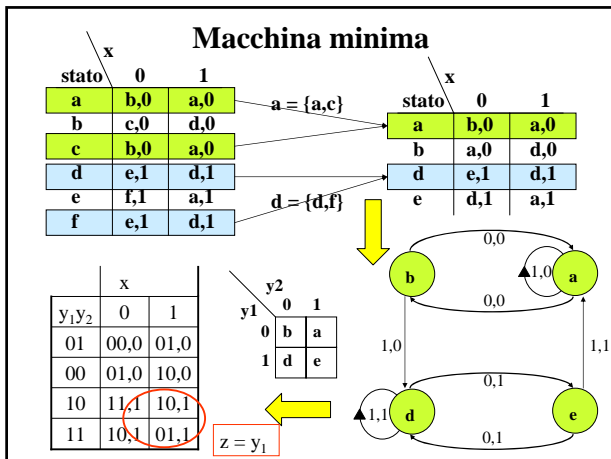 Macchina minima
x
stato 0 1
a b,0 a,0
b c,0 d,0
c b,0 a,0
d e,1 d,1
e f,1 a,1
f e,1 d,1
a = {a,c}
d = {d,f}
x
stato 0 1
a b,0 a,0
b a,0 d,0
d e,1 d,1
e d,1 a,1
x
y1y2 0 1
01 00,0 01,0
00 01,0 10,0
10 11,1 10,1
11 10,1 01,1
y2
y1 0 1
0 b a
1 d e
z = y1
0,0
b 1,0 a
0,0
1,0 1,1
0,1
1,1 d e
0,1